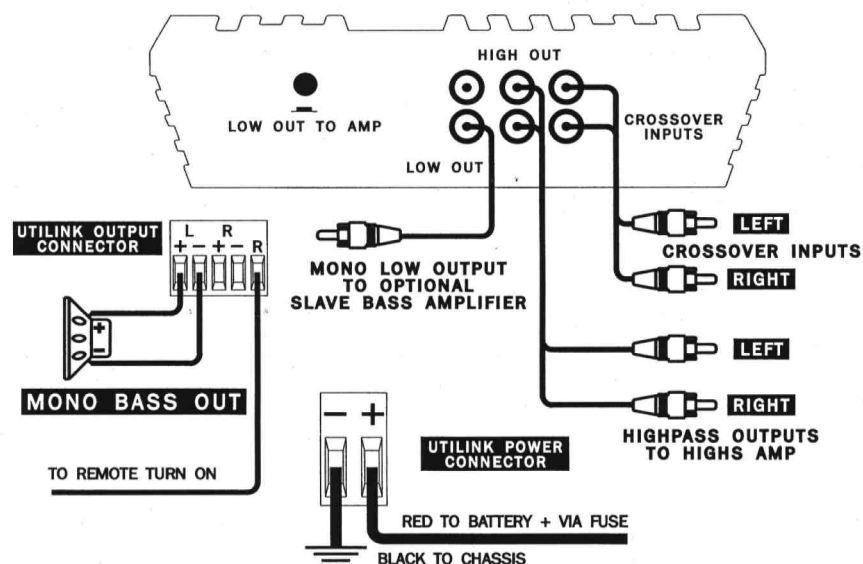 HIGH OUT
LOW OUT TO AMP
CROSSOVER
INPUTS
LOW OUT
UTILINK OUTPUT
CONNECTOR
L R
+ − + − R
LEFT
CROSSOVER INPUTS
RIGHT
MONO LOW OUTPUT
TO OPTIONAL
SLAVE BASS AMPLIFIER
+
−
MONO BASS OUT
LEFT
RIGHT
HIGHPASS OUTPUTS
TO HIGHS AMP
− +
UTILINK POWER
CONNECTOR
TO REMOTE TURN ON
RED TO BATTERY + VIA FUSE
BLACK TO CHASSIS